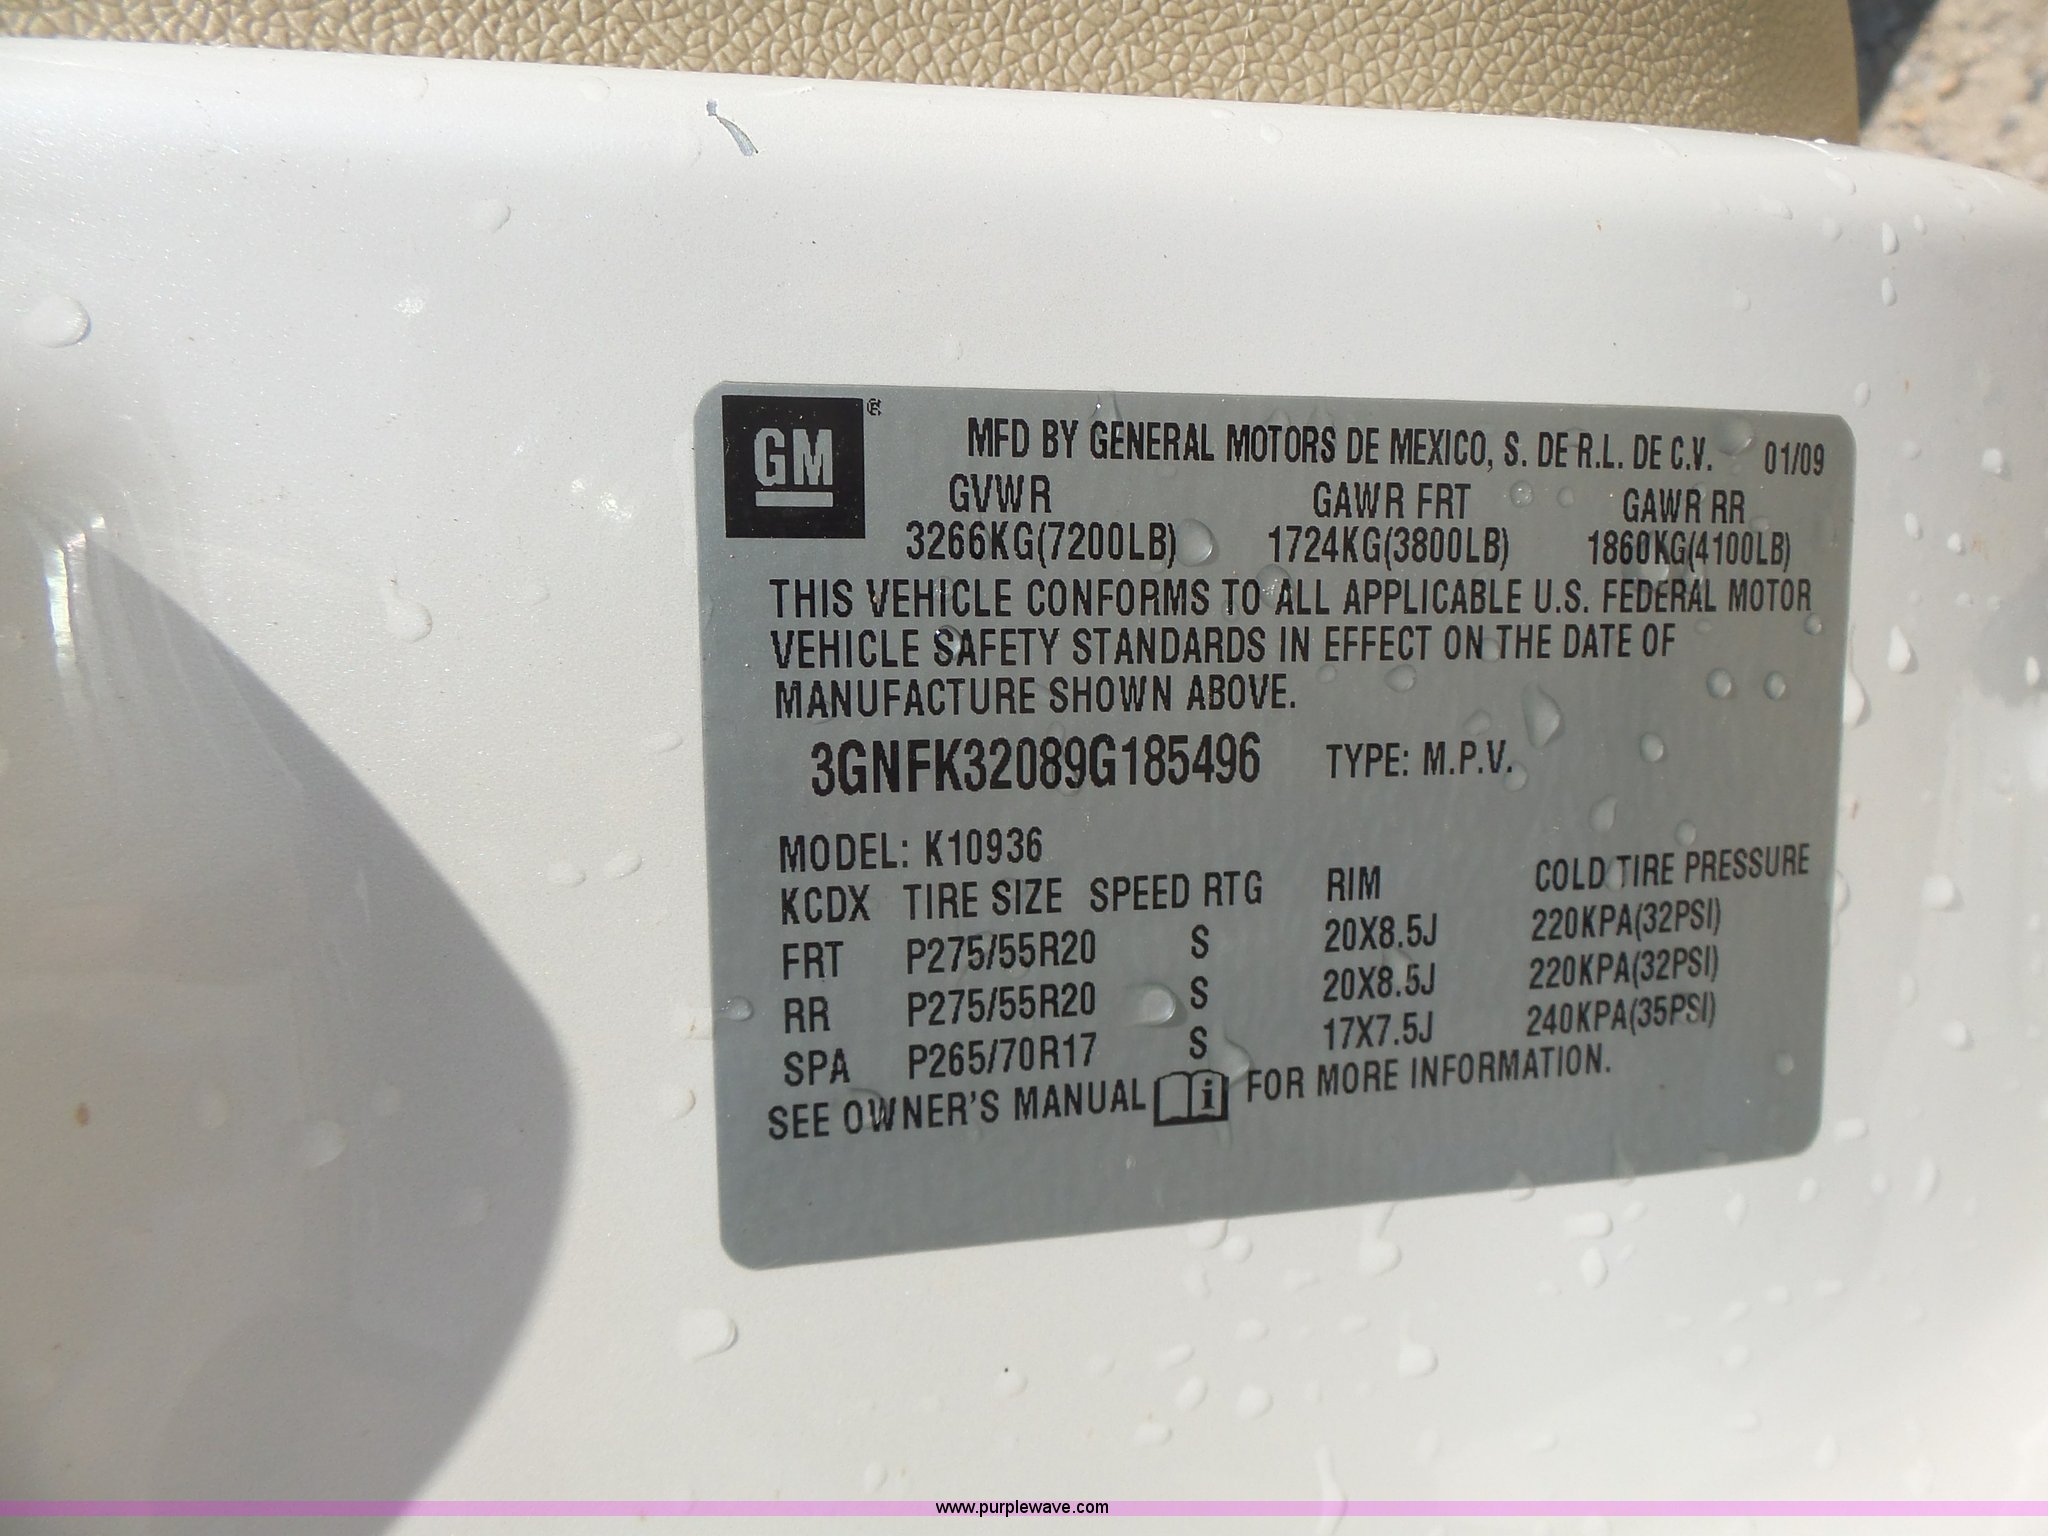 GM ®
MFD BY GENERAL MOTORS DE MEXICO, S. DE R.L. DE C.V. 01/09
GVWR GAWR FRT GAWR RR
3266KG(7200LB) 1724KG(3800LB) 1860KG(4100LB)
THIS VEHICLE CONFORMS TO ALL APPLICABLE U.S. FEDERAL MOTOR
VEHICLE SAFETY STANDARDS IN EFFECT ON THE DATE OF
MANUFACTURE SHOWN ABOVE.
3GNFK32089G185496 TYPE: M.P.V.
MODEL: K10936
KCDX TIRE SIZE SPEED RTG RIM COLD TIRE PRESSURE
FRT P275/55R20 S 20X8.5J 220KPA(32PSI)
RR P275/55R20 S 20X8.5J 220KPA(32PSI)
SPA P265/70R17 S 17X7.5J 240KPA(35PSI)
SEE OWNER'S MANUAL i FOR MORE INFORMATION.
www.purplewave.com